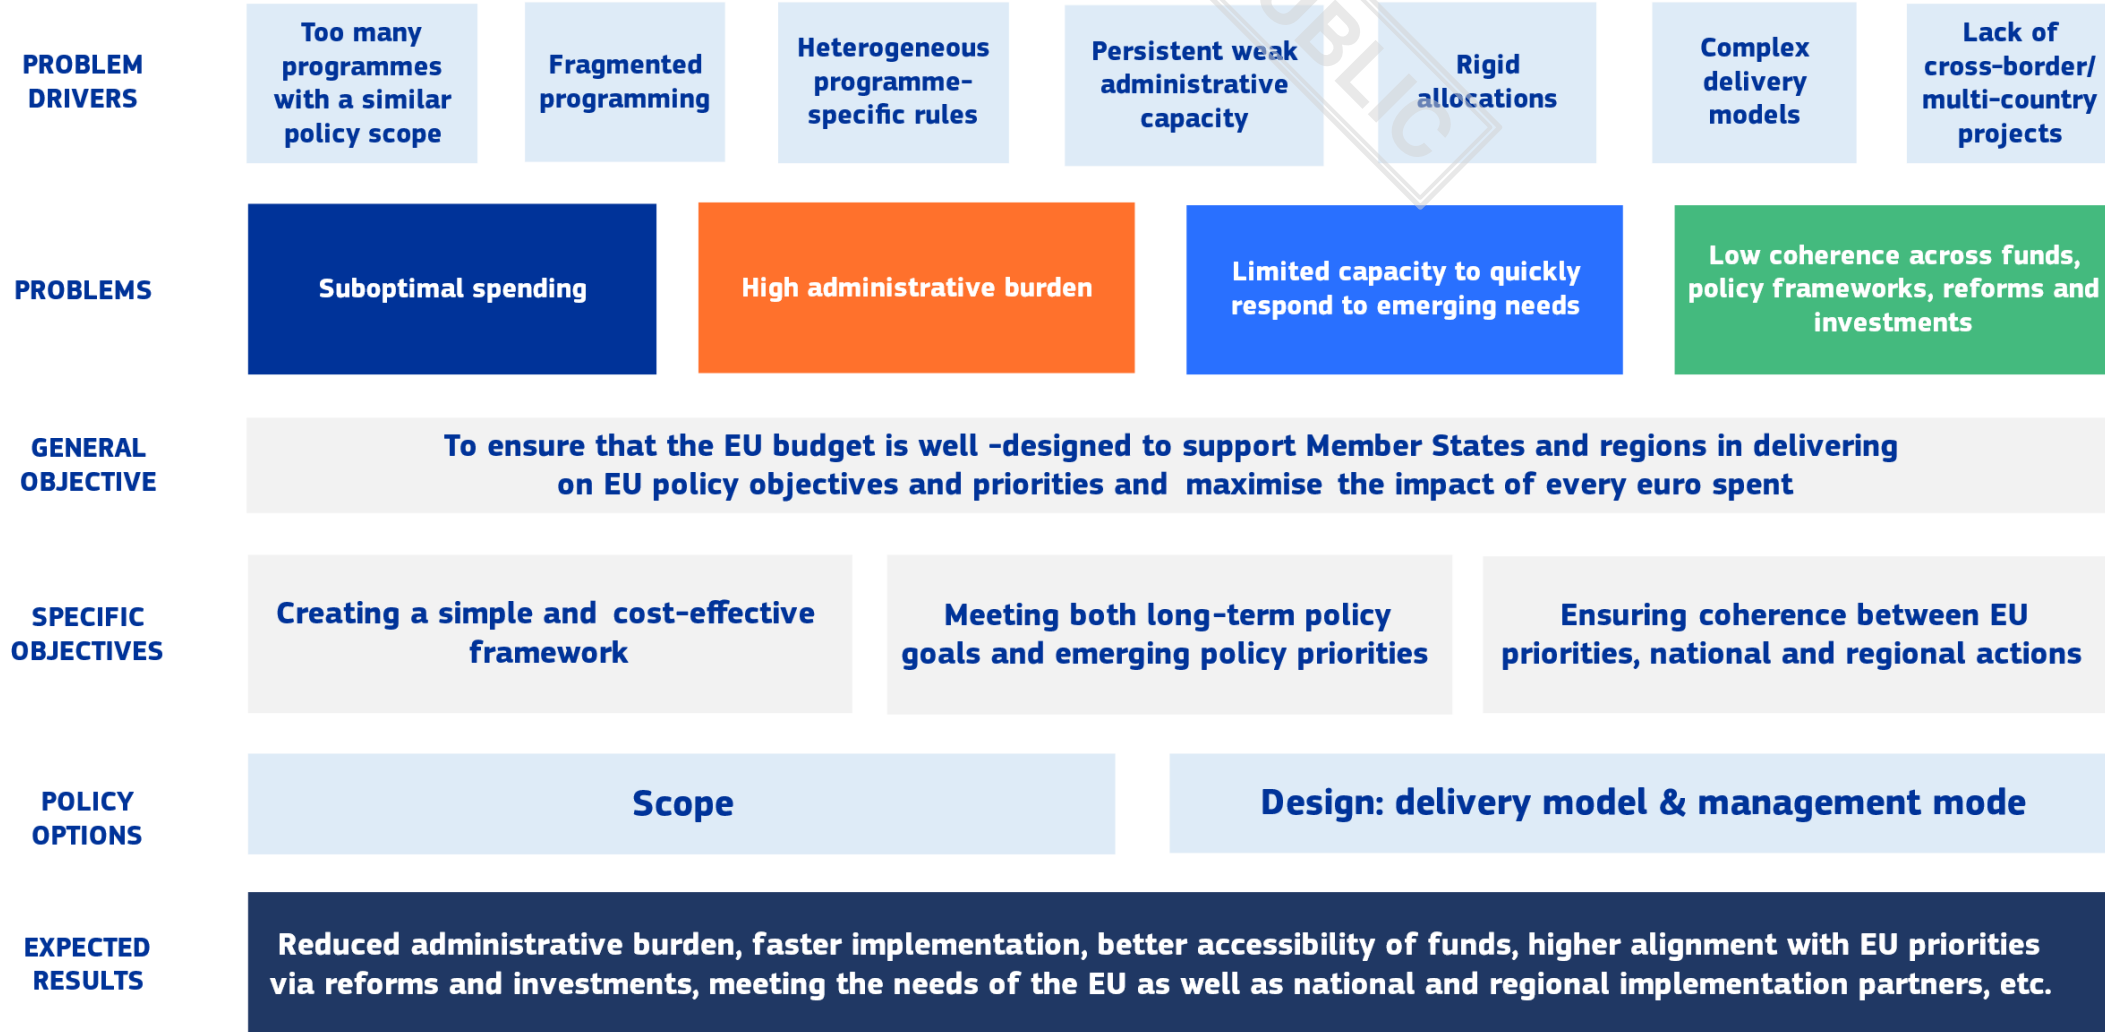 PROBLEM
DRIVERS
Too many
programmes
with a similar
policy scope
Fragmented
programming
Heterogeneous
programme-
specific rules
Persistent weak
administrative
capacity
Rigid
allocations
Complex
delivery
models
Lack of
cross-border/
multi-country
projects
PROBLEMS
Suboptimal spending
High administrative burden
Limited capacity to quickly
respond to emerging needs
Low coherence across funds,
policy frameworks, reforms and
investments
GENERAL
OBJECTIVE
To ensure that the EU budget is well -designed to support Member States and regions in delivering
on EU policy objectives and priorities and maximise the impact of every euro spent
SPECIFIC
OBJECTIVES
Creating a simple and cost-effective
framework
Meeting both long-term policy
goals and emerging policy priorities
Ensuring coherence between EU
priorities, national and regional actions
POLICY
OPTIONS
Scope
Design: delivery model & management mode
EXPECTED
RESULTS
Reduced administrative burden, faster implementation, better accessibility of funds, higher alignment with EU priorities
via reforms and investments, meeting the needs of the EU as well as national and regional implementation partners, etc.